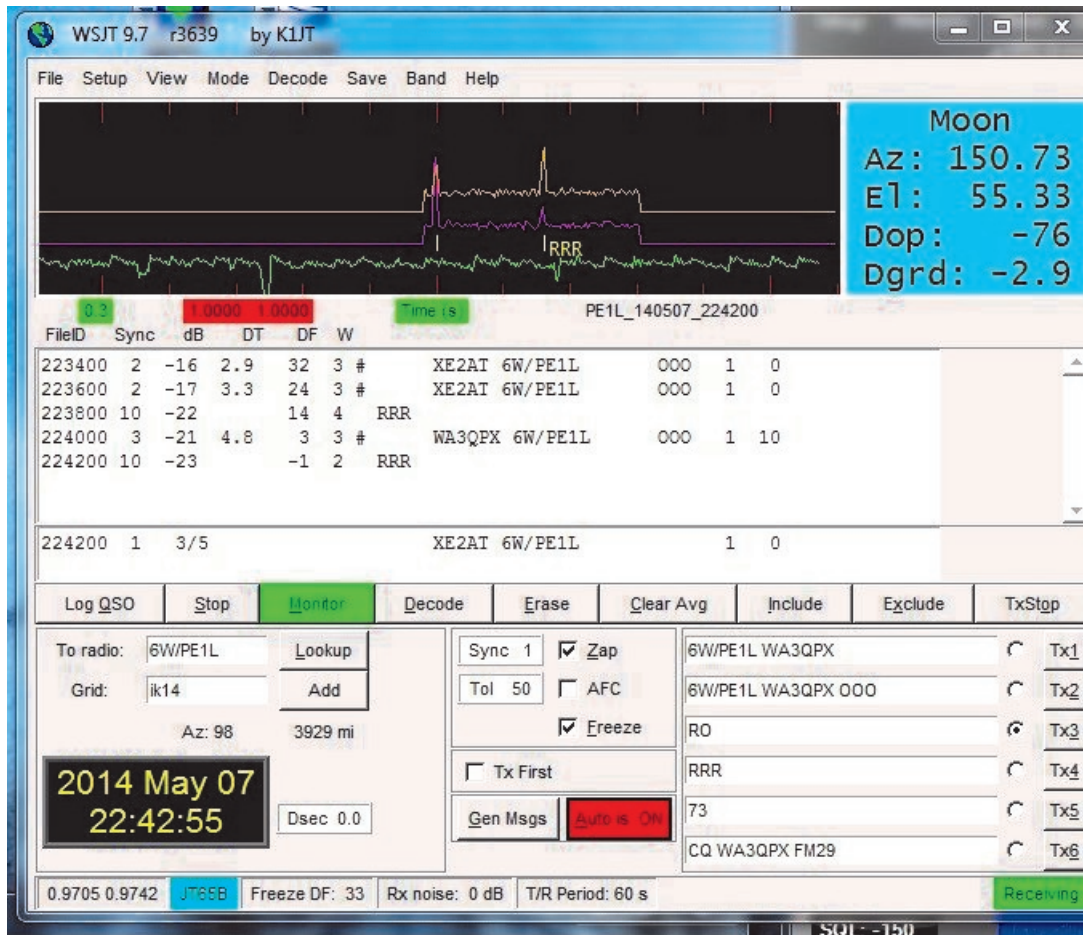 WSJT 9.7 r3639 by K1JT
File Setup View Mode Decode Save Band Help
Moon
Az: 150.73
El: 55.33
Dop: -76
Dgrd: -2.9
RRR
0.3 1.0000 1.0000 Time (s) PE1L_140507_224200
FileID Sync dB DT DF W
223400 2 -16 2.9 32 3 # XE2AT 6W/PE1L OOO 1 0
223600 2 -17 3.3 24 3 # XE2AT 6W/PE1L OOO 1 0
223800 10 -22 14 4 RRR
224000 3 -21 4.8 3 3 # WA3QPX 6W/PE1L OOO 1 10
224200 10 -23 -1 2 RRR
224200 1 3/5 XE2AT 6W/PE1L 1 0
Log QSO Stop Monitor Decode Erase Clear Avg Include Exclude TxStop
To radio: 6W/PE1L Lookup
Grid: ik14 Add
Az: 98 3929 mi
2014 May 07
22:42:55
Dsec 0.0
Sync 1 Zap
Tol 50 AFC
Freeze
Tx First
Gen Msgs Auto is ON
6W/PE1L WA3QPX Tx1
6W/PE1L WA3QPX OOO Tx2
RO Tx3
RRR Tx4
73 Tx5
CQ WA3QPX FM29 Tx6
0.9705 0.9742 JT65B Freeze DF: 33 Rx noise: 0 dB T/R Period: 60 s Receiving
SQL: -150